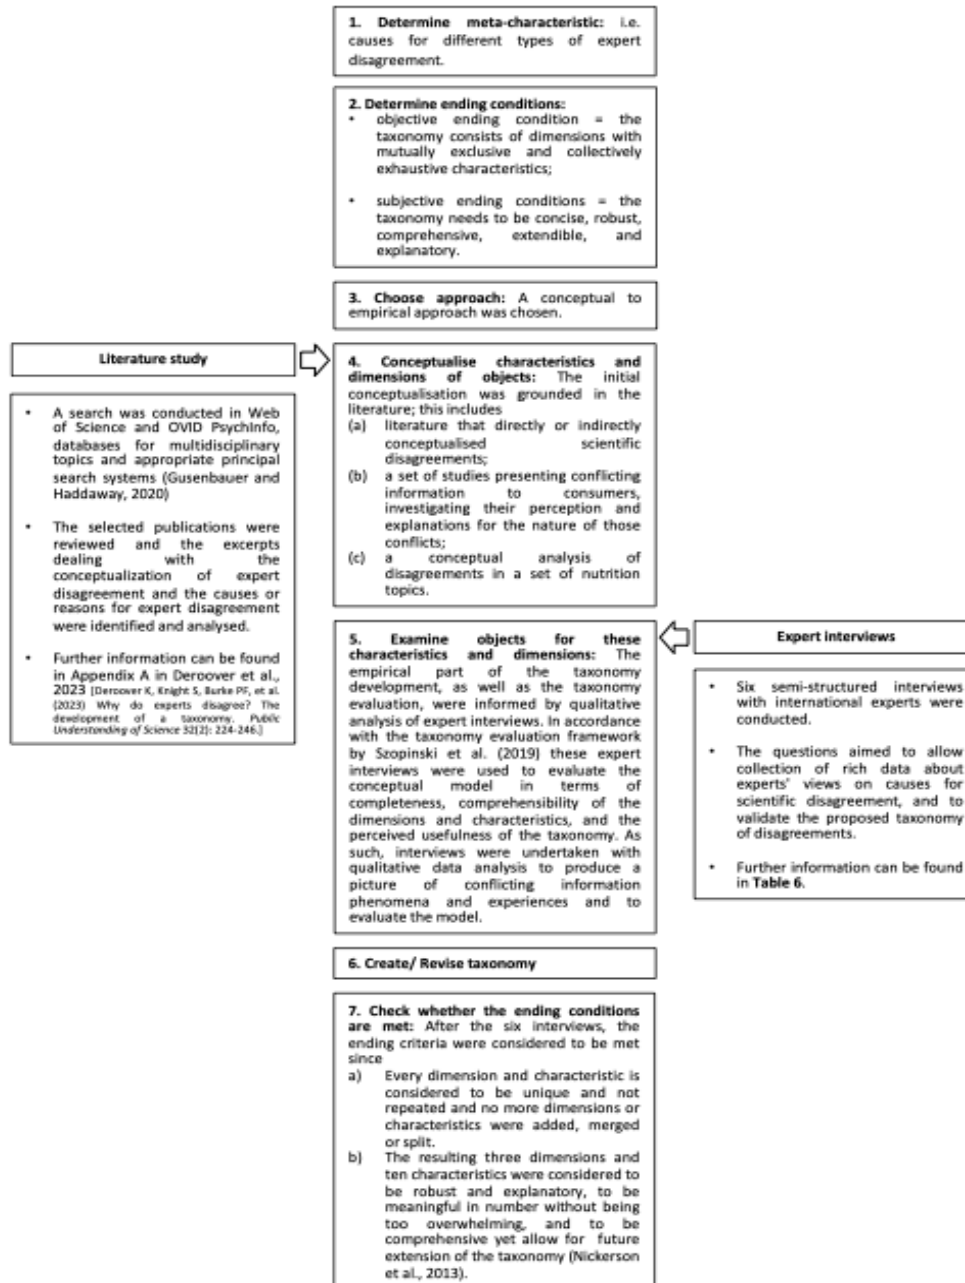 1. Determine meta-characteristic: i.e.
causes for different types of expert
disagreement.
2. Determine ending conditions:
• objective ending condition = the
taxonomy consists of dimensions with
mutually exclusive and collectively
exhaustive characteristics;
• subjective ending conditions = the
taxonomy needs to be concise, robust,
comprehensive, extendible, and
explanatory.
3. Choose approach: A conceptual to
empirical approach was chosen.
Literature study
• A search was conducted in Web
of Science and OVID PsychInfo,
databases for multidisciplinary
topics and appropriate principal
search systems (Gusenbauer and
Haddaway, 2020)
• The selected publications were
reviewed and the excerpts
dealing with the
conceptualization of expert
disagreement and the causes or
reasons for expert disagreement
were identified and analysed.
• Further information can be found
in Appendix A in Deroover et al.,
2023 [Deroover K, Knight S, Burke PF, et al.
(2023) Why do experts disagree? The
development of a taxonomy. Public
Understanding of Science 32(2): 224-246.]
4. Conceptualise characteristics and
dimensions of objects: The initial
conceptualisation was grounded in the
literature; this includes
(a) literature that directly or indirectly
conceptualised scientific
disagreements;
(b) a set of studies presenting conflicting
information to consumers,
investigating their perception and
explanations for the nature of those
conflicts;
(c) a conceptual analysis of
disagreements in a set of nutrition
topics.
5. Examine objects for these
characteristics and dimensions: The
empirical part of the taxonomy
development, as well as the taxonomy
evaluation, were informed by qualitative
analysis of expert interviews. In accordance
with the taxonomy evaluation framework
by Szopinski et al. (2019) these expert
interviews were used to evaluate the
conceptual model in terms of
completeness, comprehensibility of the
dimensions and characteristics, and the
perceived usefulness of the taxonomy. As
such, interviews were undertaken with
qualitative data analysis to produce a
picture of conflicting information
phenomena and experiences and to
evaluate the model.
Expert interviews
• Six semi-structured interviews
with international experts were
conducted.
• The questions aimed to allow
collection of rich data about
experts' views on causes for
scientific disagreement, and to
validate the proposed taxonomy
of disagreements.
• Further information can be found
in Table 6.
6. Create/ Revise taxonomy
7. Check whether the ending conditions
are met: After the six interviews, the
ending criteria were considered to be met
since
a) Every dimension and characteristic is
considered to be unique and not
repeated and no more dimensions or
characteristics were added, merged
or split.
b) The resulting three dimensions and
ten characteristics were considered to
be robust and explanatory, to be
meaningful in number without being
too overwhelming, and to be
comprehensive yet allow for future
extension of the taxonomy (Nickerson
et al., 2013).